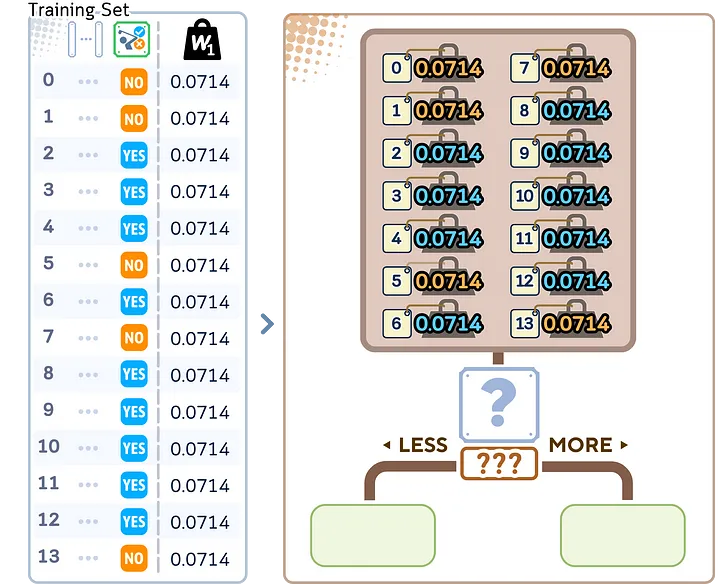 Training Set
... W1
0 ... NO 0.0714
1 ... NO 0.0714
2 ... YES 0.0714
3 ... YES 0.0714
4 ... YES 0.0714
5 ... NO 0.0714
6 ... YES 0.0714
7 ... NO 0.0714
8 ... YES 0.0714
9 ... YES 0.0714
10 ... YES 0.0714
11 ... YES 0.0714
12 ... YES 0.0714
13 ... NO 0.0714
0 0.0714 7 0.0714
1 0.0714 8 0.0714
2 0.0714 9 0.0714
3 0.0714 10 0.0714
4 0.0714 11 0.0714
5 0.0714 12 0.0714
6 0.0714 13 0.0714
?
LESS MORE
???